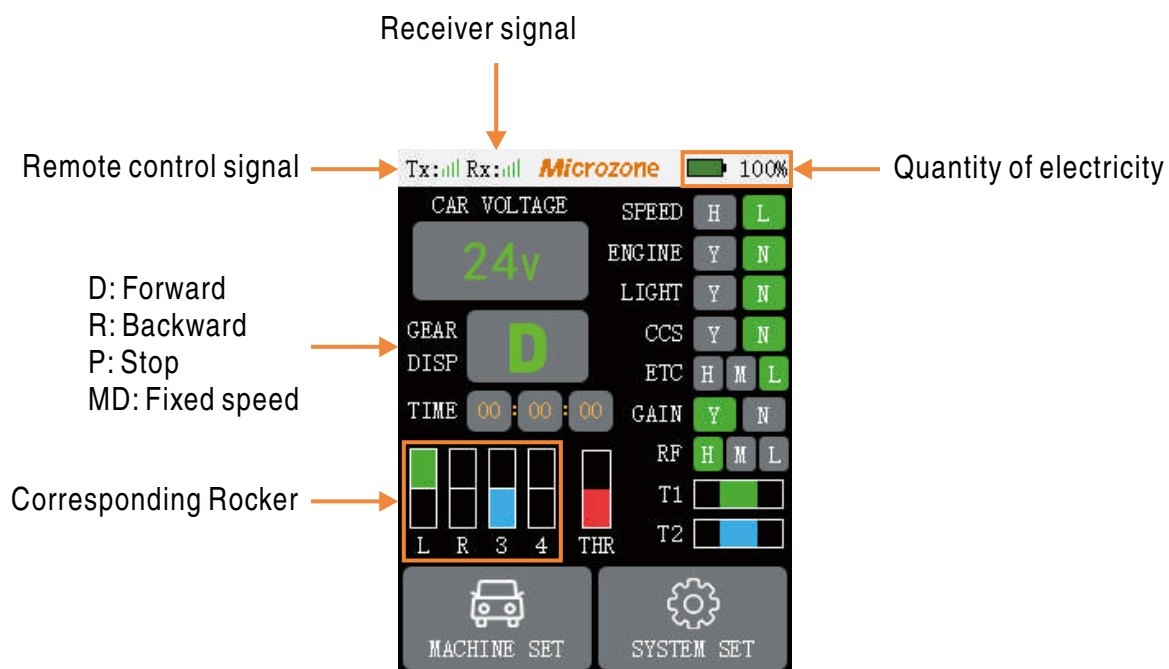 Receiver signal
Remote control signal
Tx: Rx: Microzone 100%
Quantity of electricity
CAR VOLTAGE
24v
D: Forward
R: Backward
P: Stop
MD: Fixed speed
GEAR
DISP
D
TIME 00:00:00
Corresponding Rocker
L R 3 4 THR
SPEED H L
ENGINE Y N
LIGHT Y N
CCS Y N
ETC H M L
GAIN Y N
RF H M L
T1
T2
MACHINE SET
SYSTEM SET